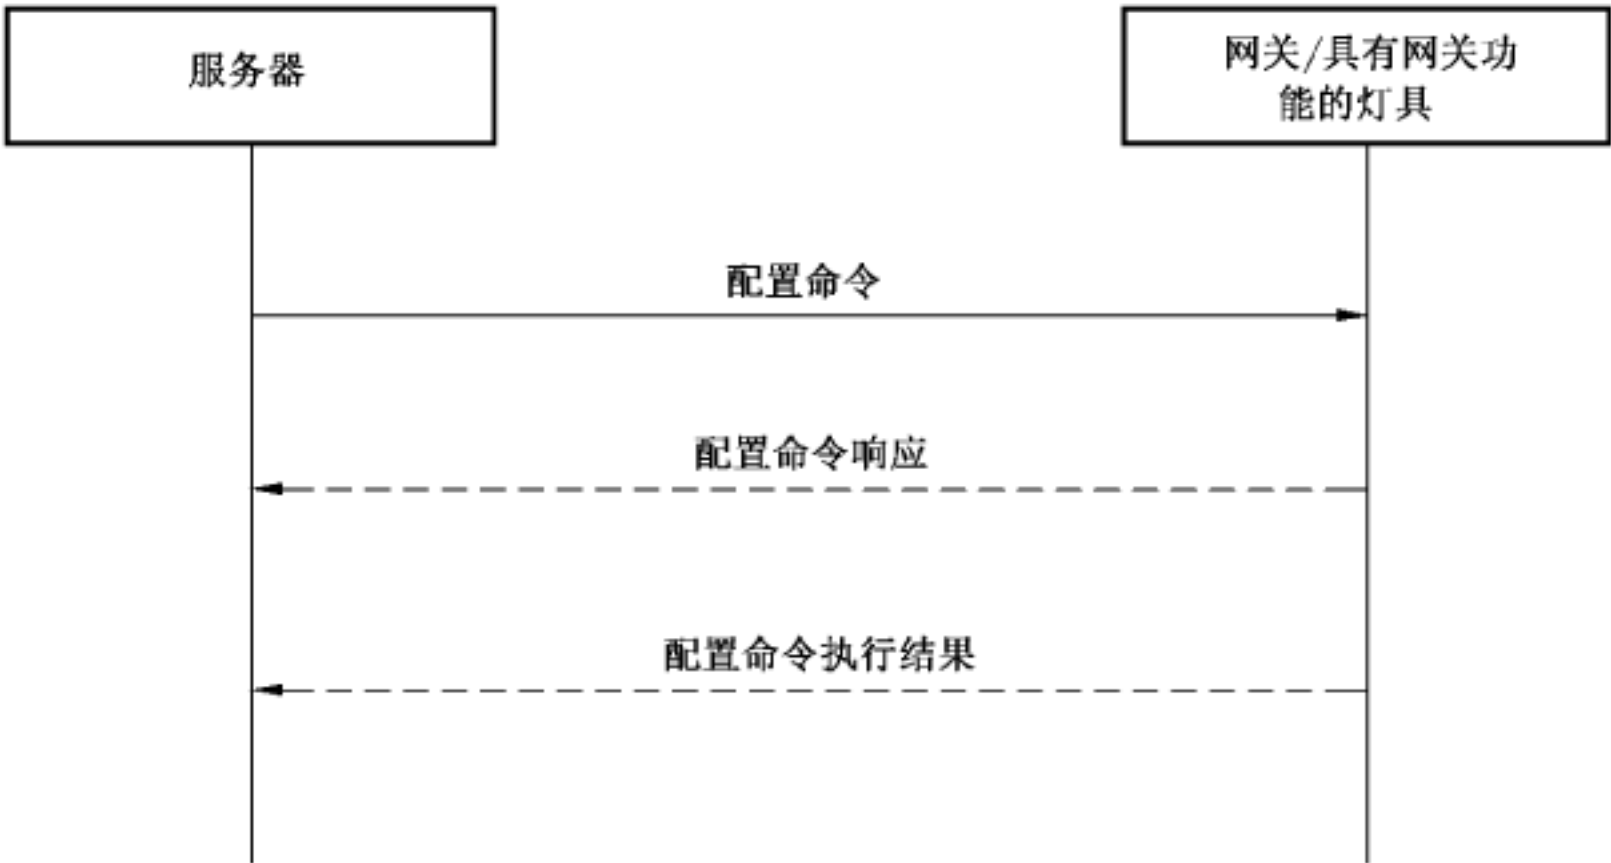 服务器
网关/具有网关功
能的灯具
配置命令
配置命令响应
配置命令执行结果